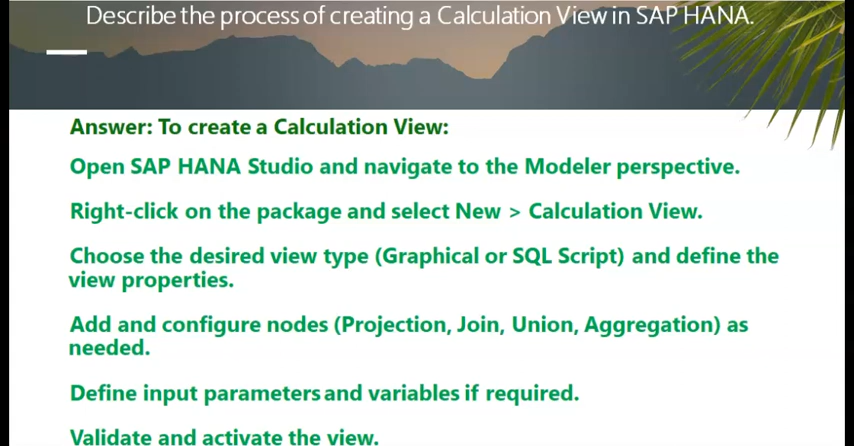 Describe the process of creating a Calculation View in SAP HANA.
Answer: To create a Calculation View:
Open SAP HANA Studio and navigate to the Modeler perspective.
Right-click on the package and select New > Calculation View.
Choose the desired view type (Graphical or SQL Script) and define the
view properties.
Add and configure nodes (Projection, Join, Union, Aggregation) as
needed.
Define input parameters and variables if required.
Validate and activate the view.